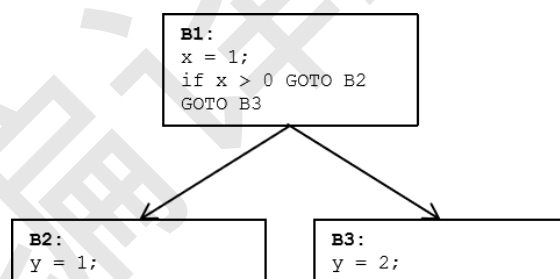 B1:
x = 1;
if x > 0 GOTO B2
GOTO B3
B2:
y = 1;
B3:
y = 2;